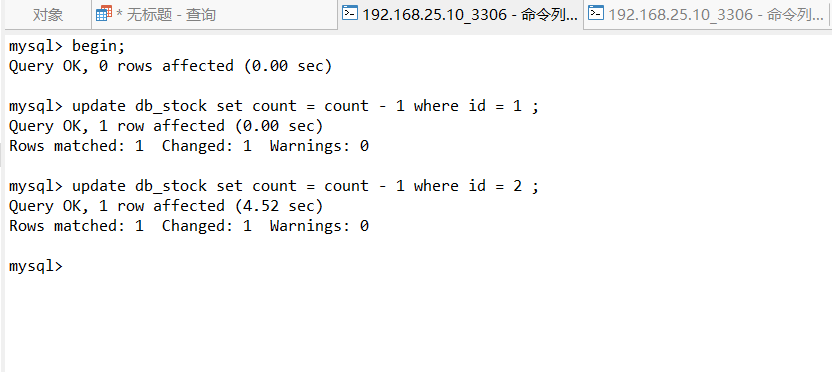 对象
* 无标题 - 查询
192.168.25.10_3306 - 命令列...
192.168.25.10_3306 - 命令列...
mysql> begin;
Query OK, 0 rows affected (0.00 sec)
mysql> update db_stock set count = count - 1 where id = 1 ;
Query OK, 1 row affected (0.00 sec)
Rows matched: 1  Changed: 1  Warnings: 0
mysql> update db_stock set count = count - 1 where id = 2 ;
Query OK, 1 row affected (4.52 sec)
Rows matched: 1  Changed: 1  Warnings: 0
mysql>